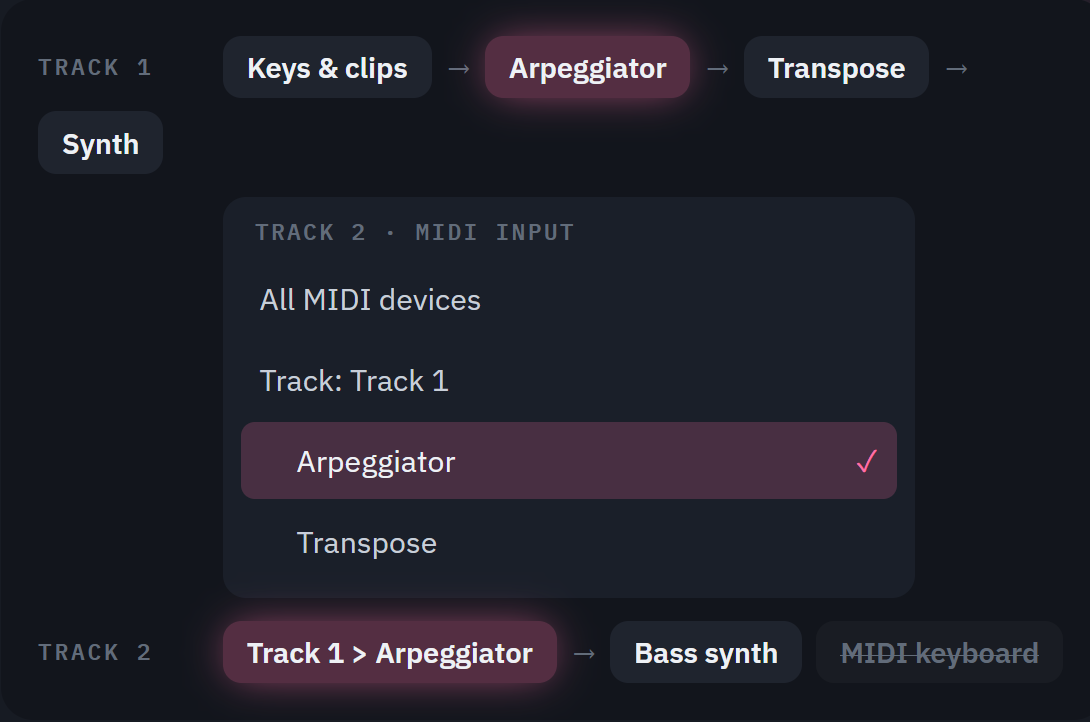 TRACK 1 Keys & clips → Arpeggiator → Transpose →
Synth
TRACK 2 · MIDI INPUT
All MIDI devices
Track: Track 1
Arpeggiator ✓
Transpose
TRACK 2 Track 1 > Arpeggiator → Bass synth MIDI keyboard